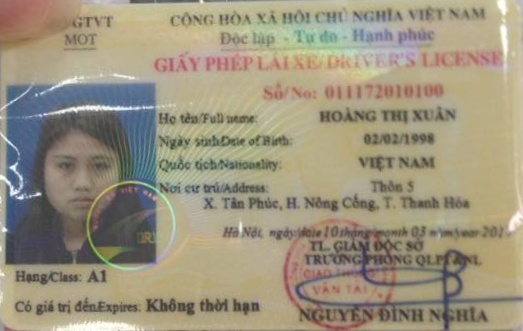 GTVT
MOT
CỘNG HÒA XÃ HỘI CHỦ NGHĨA VIỆT NAM
Độc lập - Tự do - Hạnh phúc
GIẤY PHÉP LÁI XE/DRIVER'S LICENSE
Số/No: 011172010100
Họ tên/Full name: HOÀNG THỊ XUÂN
Ngày sinh/Date of Birth: 02/02/1998
Quốc tịch/Nationality: VIỆT NAM
Nơi cư trú/Address: Thôn 5
X. Tân Phúc, H. Nông Cống, T. Thanh Hóa
Hà Nội, ngày/date 10 tháng/month 03 năm/year
TL. GIÁM ĐỐC SỞ
TRƯỞNG PHÒNG QLPT &NL
GIAO THÔNG
VẬN TẢI
Hạng/Class: A1
Có giá trị đến/Expires: Không thời hạn
NGUYỄN ĐÌNH NGHĨA